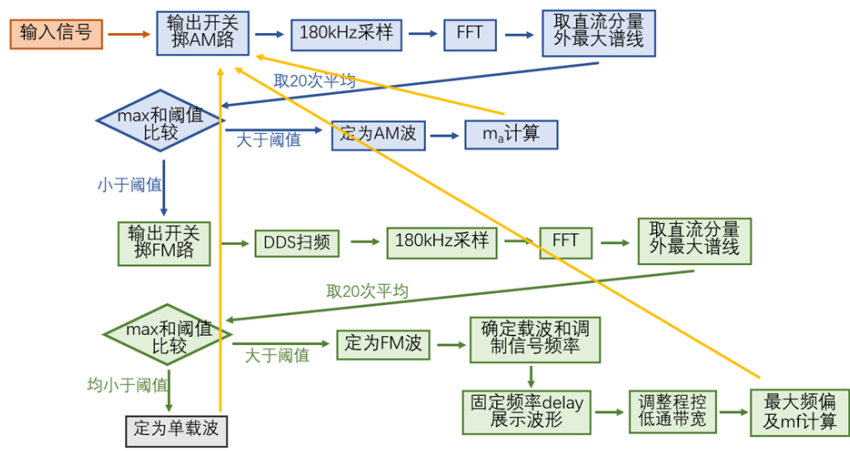 输入信号
输出开关
掷AM路
180kHz采样
FFT
取直流分量
外最大谱线
取20次平均
max和阈值
比较
大于阈值
定为AM波
ma计算
小于阈值
输出开关
掷FM路
DDS扫频
180kHz采样
FFT
取直流分量
外最大谱线
取20次平均
max和阈值
比较
大于阈值
定为FM波
确定载波和调
制信号频率
均小于阈值
定为单载波
固定频率delay
展示波形
调整程控
低通带宽
最大频偏
及mf计算